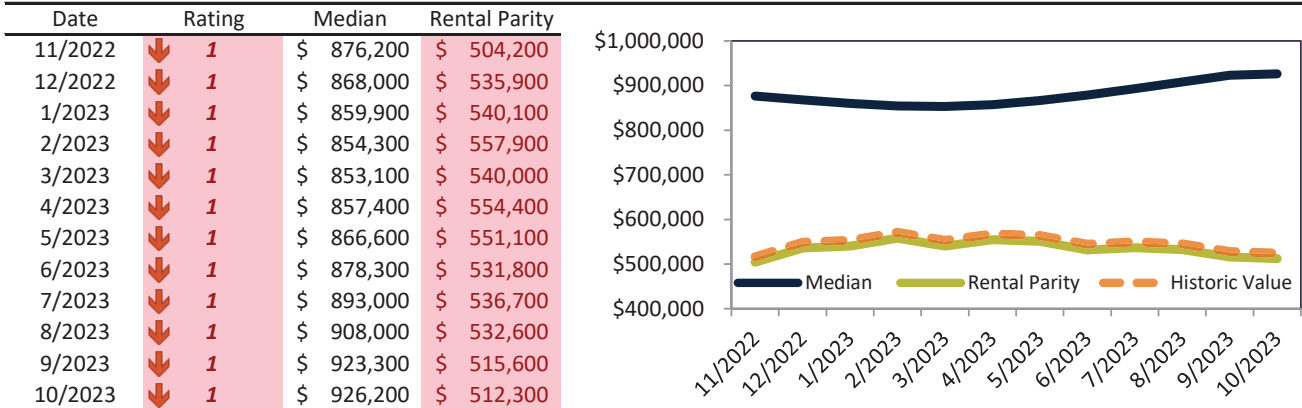 Date Rating Median Rental Parity
11/2022 1 $ 876,200 $ 504,200
12/2022 1 $ 868,000 $ 535,900
1/2023 1 $ 859,900 $ 540,100
2/2023 1 $ 854,300 $ 557,900
3/2023 1 $ 853,100 $ 540,000
4/2023 1 $ 857,400 $ 554,400
5/2023 1 $ 866,600 $ 551,100
6/2023 1 $ 878,300 $ 531,800
7/2023 1 $ 893,000 $ 536,700
8/2023 1 $ 908,000 $ 532,600
9/2023 1 $ 923,300 $ 515,600
10/2023 1 $ 926,200 $ 512,300
$1,000,000
$900,000
$800,000
$700,000
$600,000
$500,000
$400,000
Median Rental Parity Historic Value
11/2022 12/2022 1/2023 2/2023 3/2023 4/2023 5/2023 6/2023 7/2023 8/2023 9/2023 10/2023